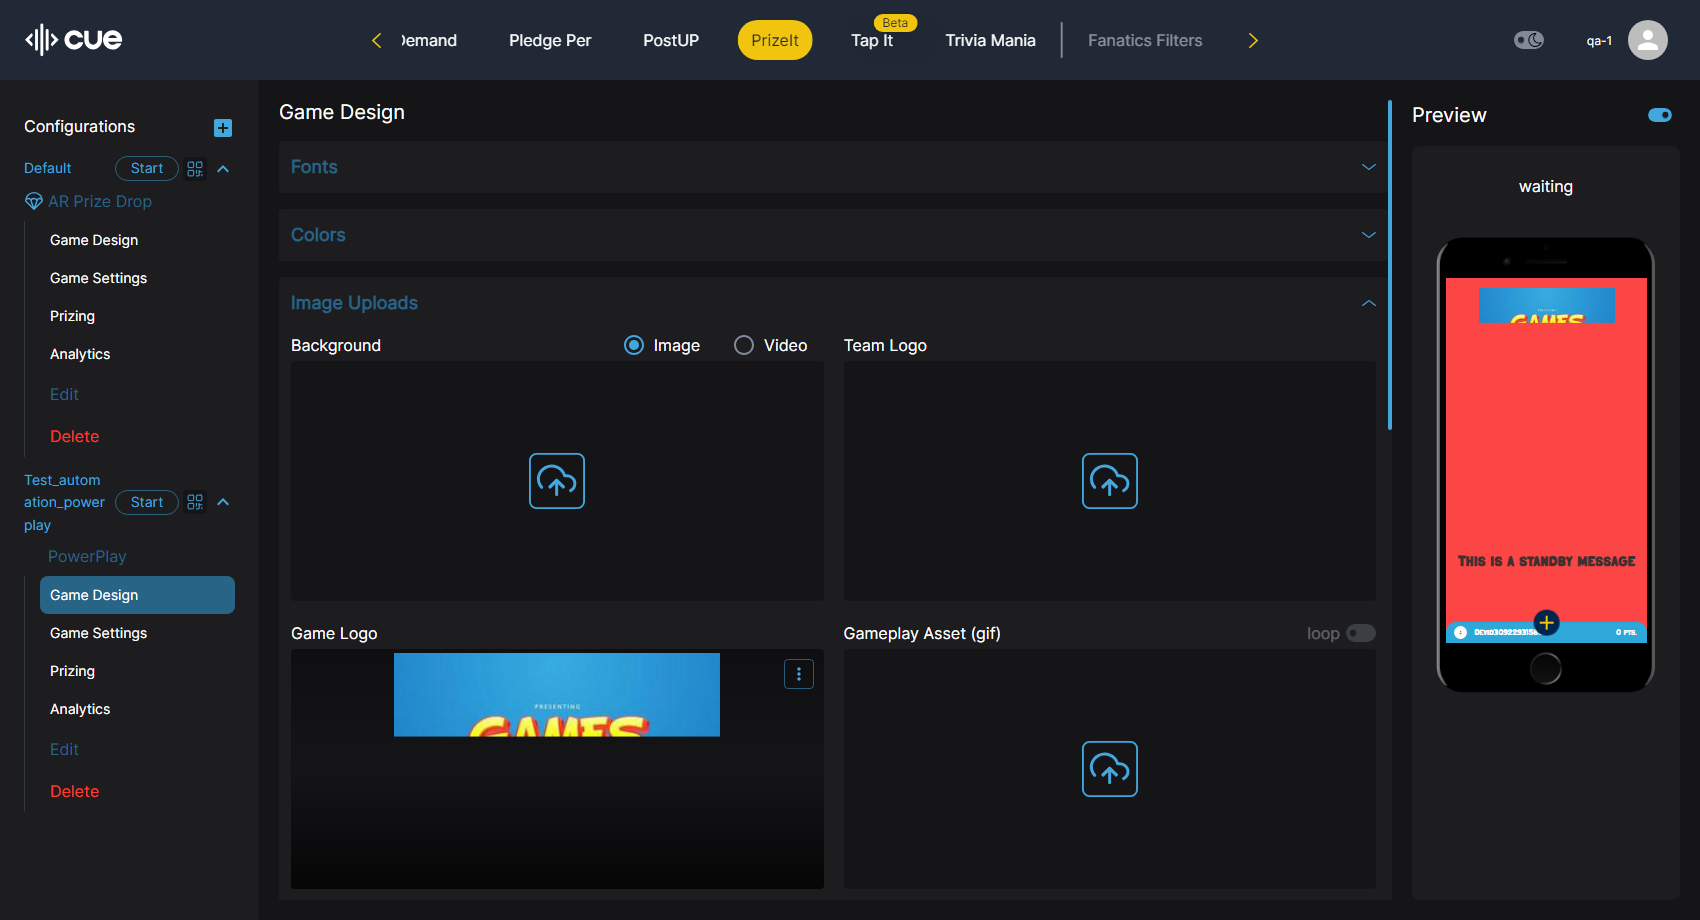 cue
Demand
Pledge Per
PostUP
PrizeIt
Beta
Tap It
Trivia Mania
Fanatics Filters
qa-1
Configurations
Default
Start
AR Prize Drop
Game Design
Game Settings
Prizing
Analytics
Edit
Delete
Test_autom
ation_power
play
Start
PowerPlay
Game Design
Game Settings
Prizing
Analytics
Edit
Delete
Game Design
Fonts
Colors
Image Uploads
Background
Image
Video
Team Logo
Game Logo
PRESENTING
GAMES
Gameplay Asset (gif)
loop
Preview
waiting
GAMES
This is a standby message
0 pts.